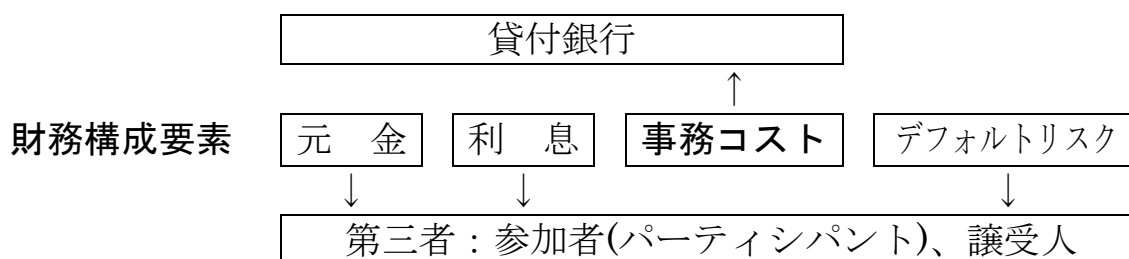 貸付銀行
↑
財務構成要素 元 金 利 息 事務コスト デフォルトリスク
↓ ↓ ↓
第三者：参加者(パーティシパント)、譲受人